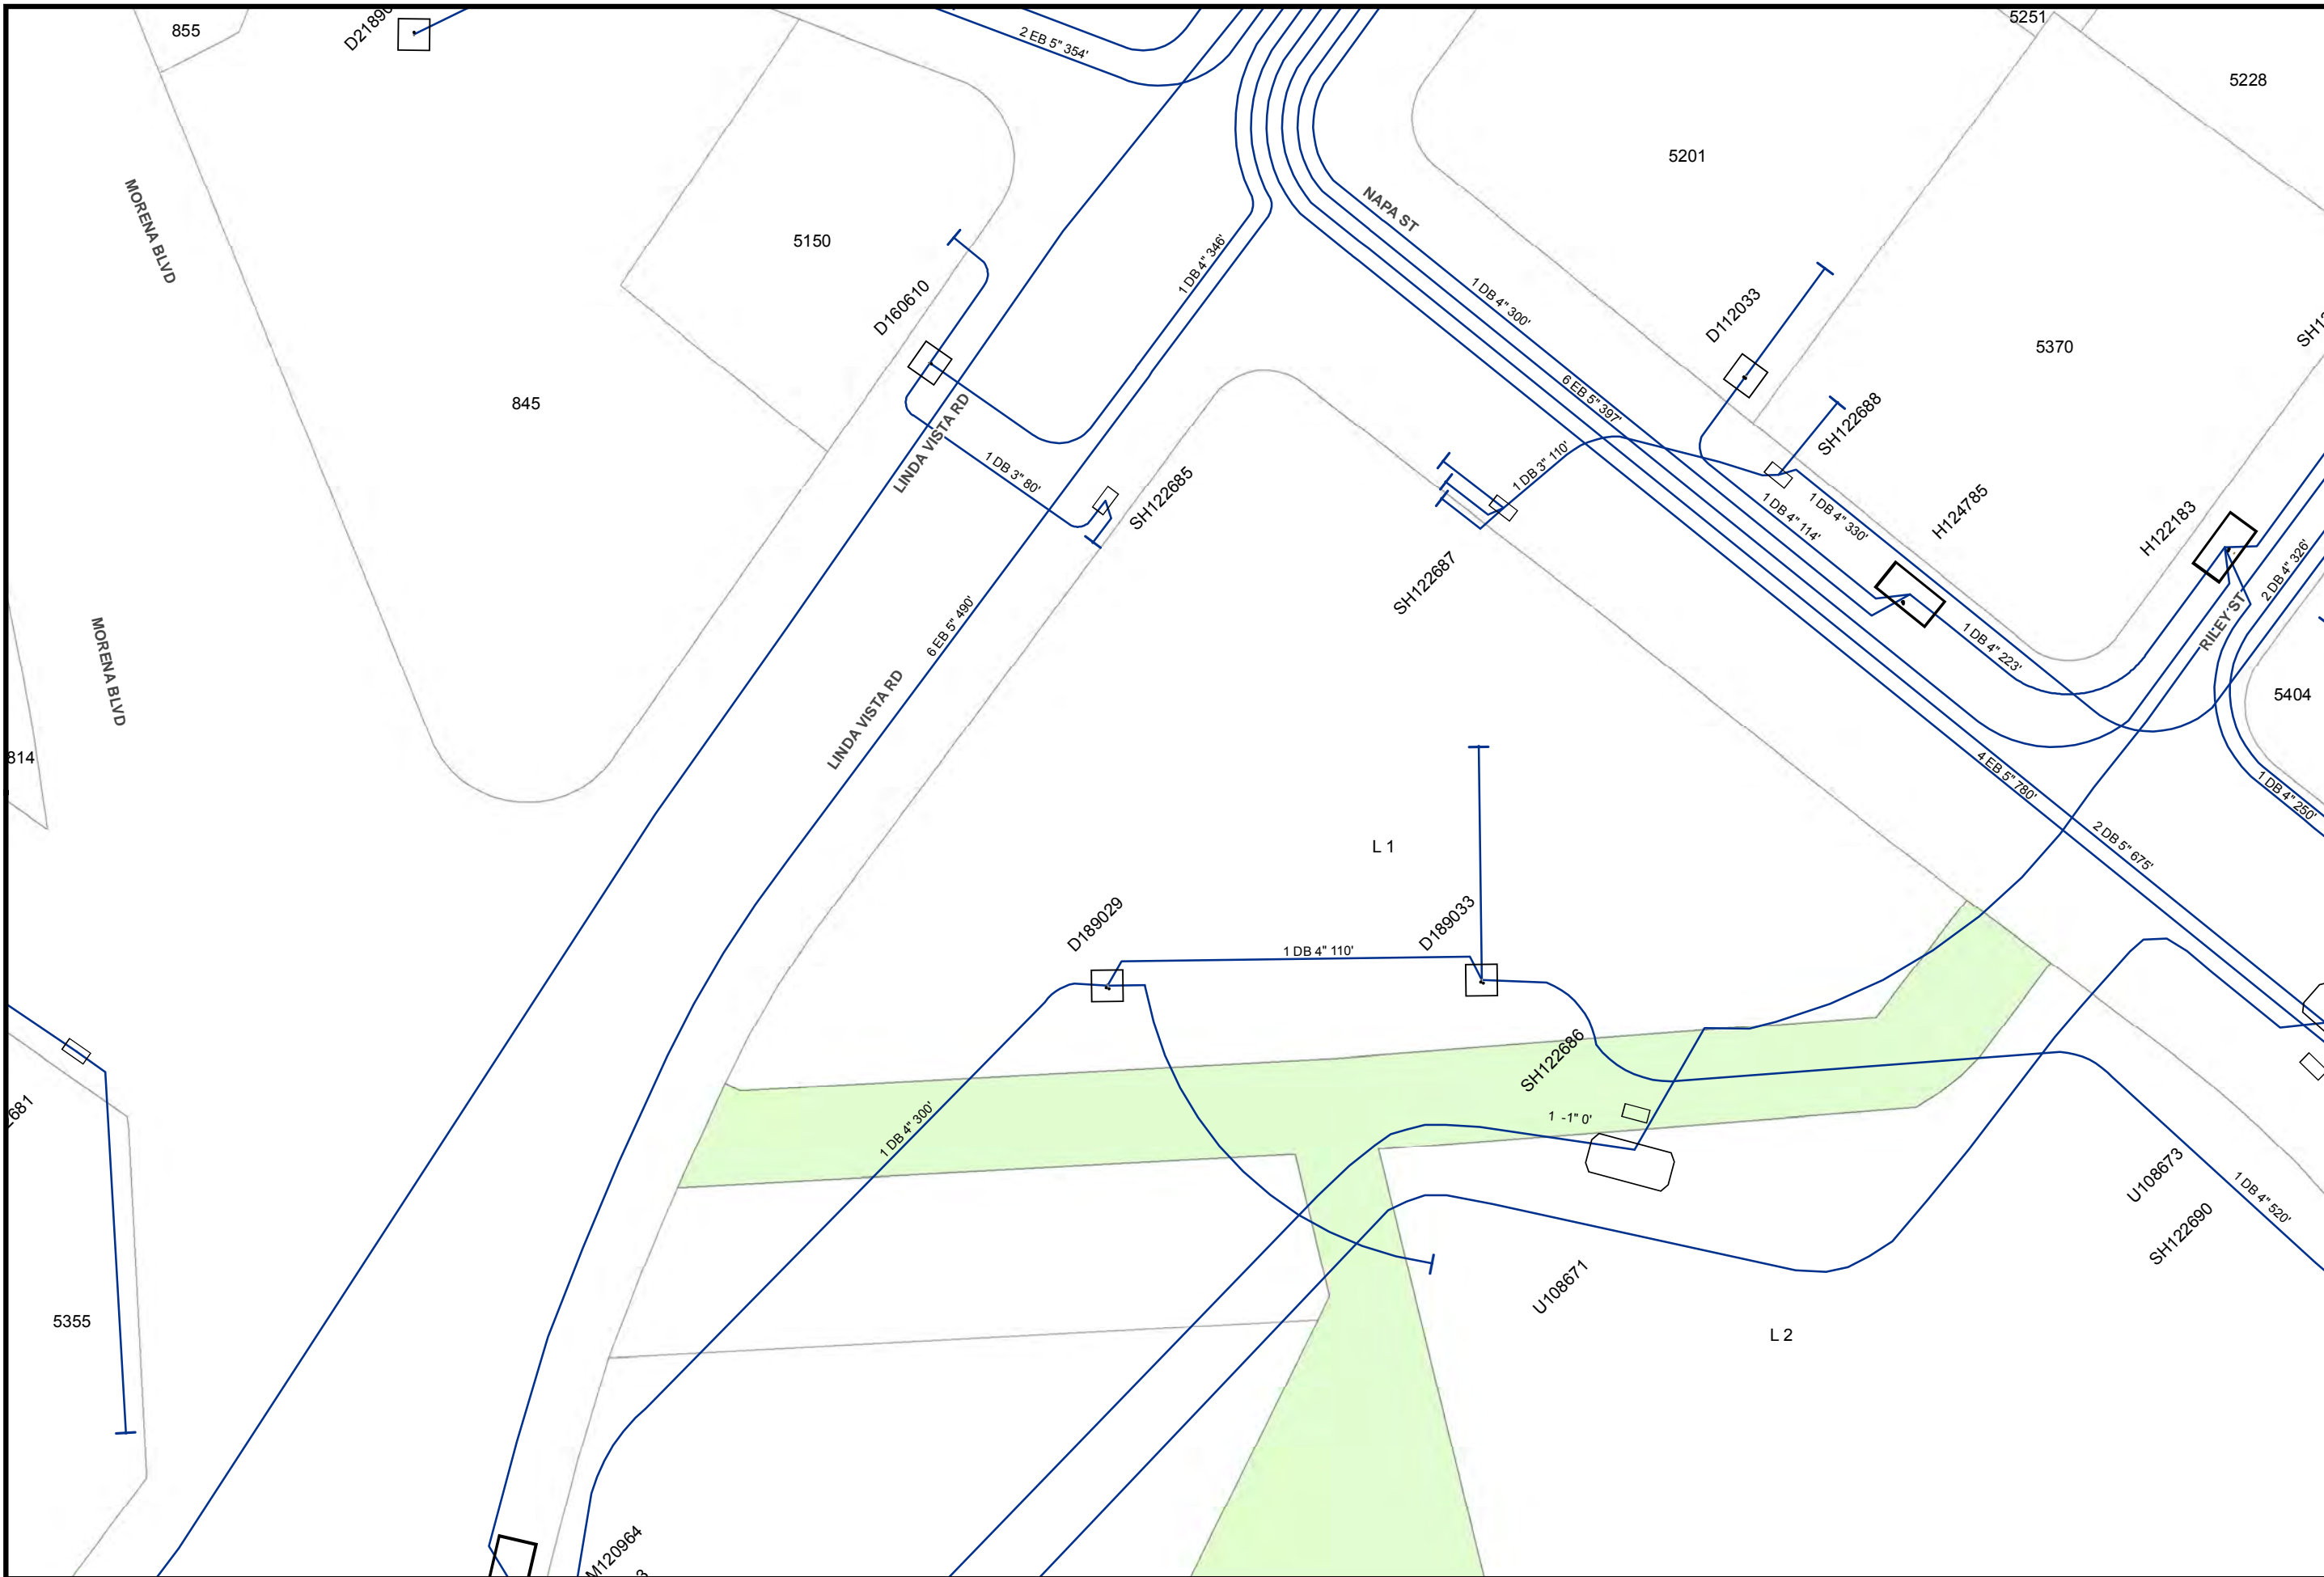 855
2 EB 5" 354'
5251
5228
5201
MORENA BLVD
NAPA ST
5150
1 DB 4" 346'
D160610
1 DB 4" 300'
D112033
5370
845
6 EB 5" 397'
SH122688
LINDA VISTA RD
1 DB 3" 80'
1 DB 3" 110'
SH122685
1 DB 4" 114'
1 DB 4" 330'
H124785
H122183
SH122687
2 DB 4" 326'
RILEY ST
6 EB 5" 490'
1 DB 4" 223'
MORENA BLVD
LINDA VISTA RD
5404
814
4 EB 5" 780'
1 DB 4" 250'
L 1
2 DB 5" 675'
D189029
D189033
1 DB 4" 110'
SH122686
1 DB 4" 300'
1 -1" 0'
U108673
1 DB 4" 520'
SH122690
U108671
5355
L 2
M120964